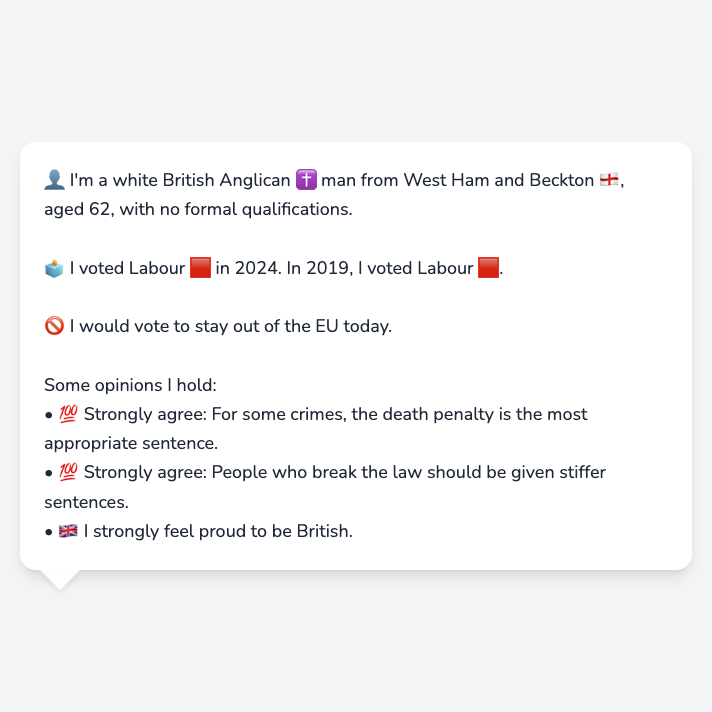 👤 I'm a white British Anglican ✝️ man from West Ham and Beckton 🏴󠁧󠁢󠁥󠁮󠁧󠁿,
aged 62, with no formal qualifications.
🗳️ I voted Labour 🟥 in 2024. In 2019, I voted Labour 🟥.
🚫 I would vote to stay out of the EU today.
Some opinions I hold:
• 💯 Strongly agree: For some crimes, the death penalty is the most
appropriate sentence.
• 💯 Strongly agree: People who break the law should be given stiffer
sentences.
• 🇬🇧 I strongly feel proud to be British.